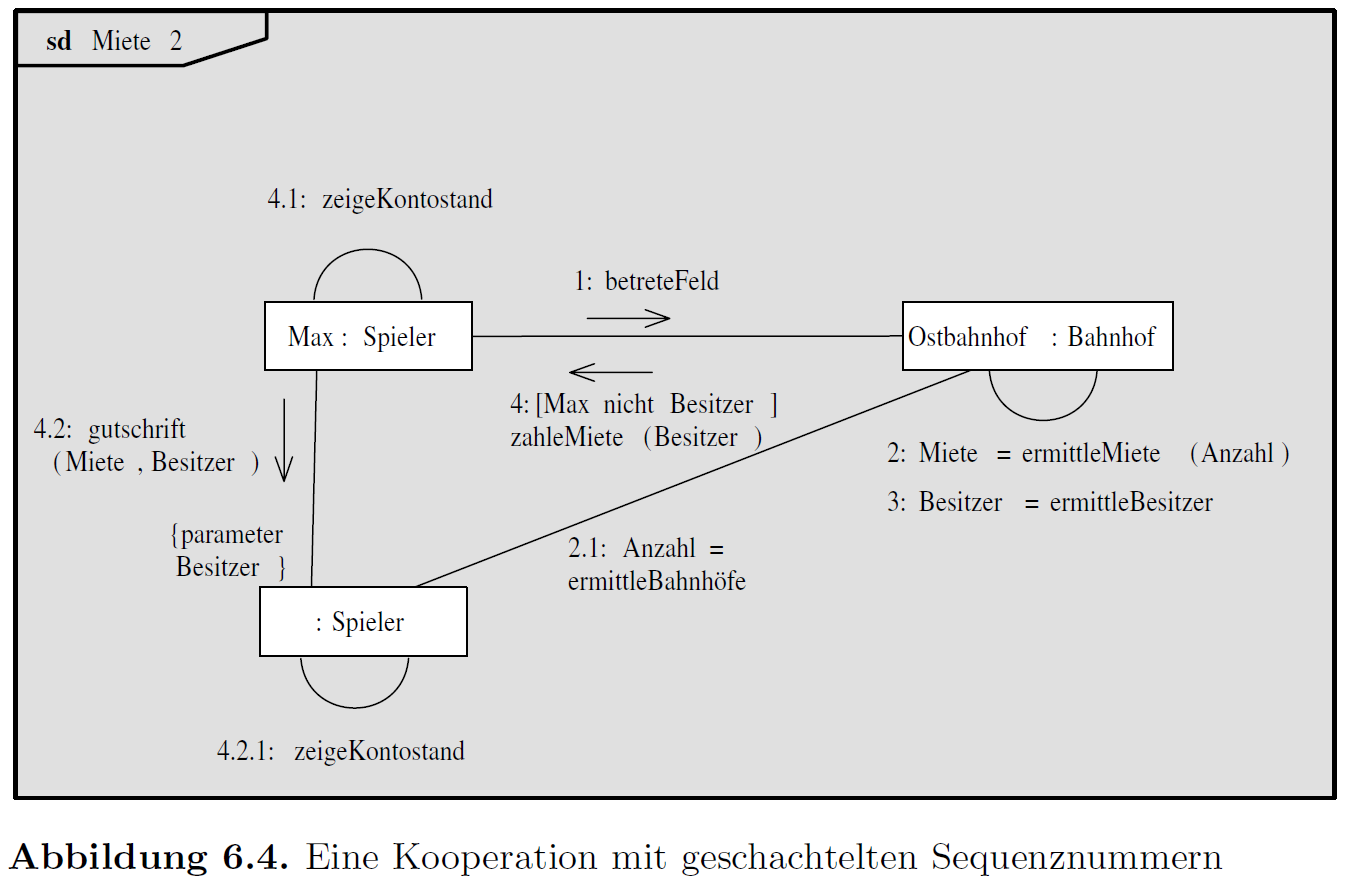 sd Miete 2
4.1: zeigeKontostand
1: betreteFeld
Max : Spieler
Ostbahnhof : Bahnhof
4: [Max nicht Besitzer ]
zahleMiete (Besitzer )
4.2: gutschrift
(Miete , Besitzer )
2: Miete = ermittleMiete (Anzahl )
3: Besitzer = ermittleBesitzer
{parameter
Besitzer }
2.1: Anzahl =
ermittleBahnhöfe
: Spieler
4.2.1: zeigeKontostand
Abbildung 6.4. Eine Kooperation mit geschachtelten Sequenznummern